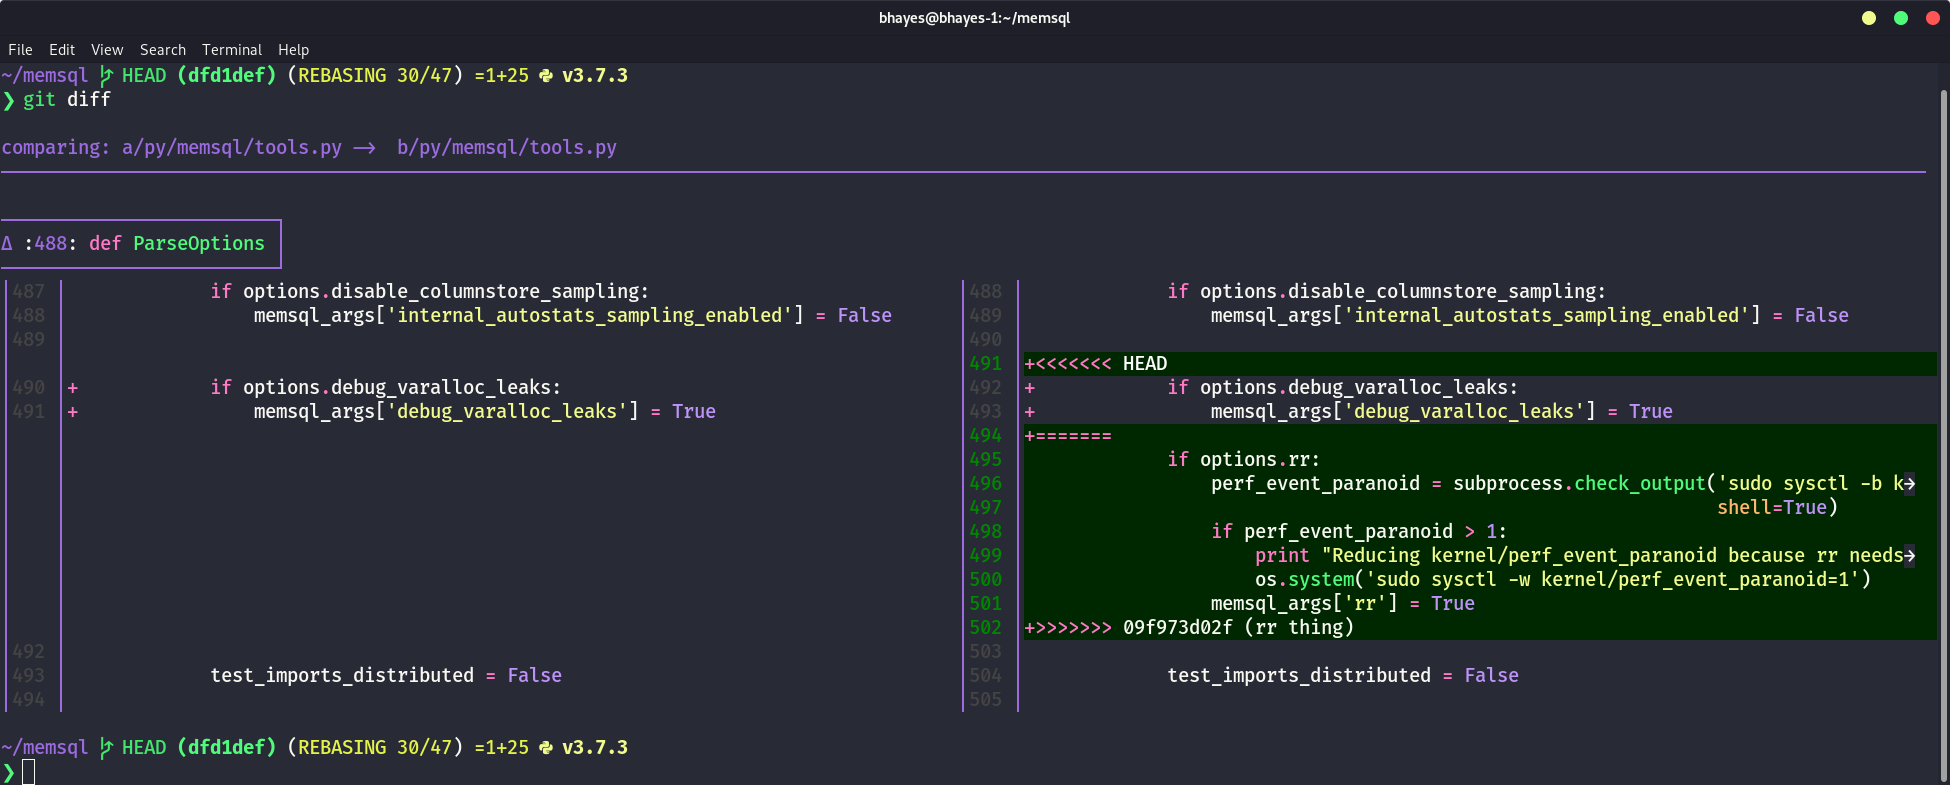 bhayes@bhayes-1:~/memsql
File Edit View Search Terminal Help
~/memsql HEAD (dfd1def) (REBASING 30/47) =1+25 v3.7.3
❯ git diff
comparing: a/py/memsql/tools.py ⟶ b/py/memsql/tools.py
Δ :488: def ParseOptions
487 if options.disable_columnstore_sampling: 488 if options.disable_columnstore_sampling:
488 memsql_args['internal_autostats_sampling_enabled'] = False 489 memsql_args['internal_autostats_sampling_enabled'] = False
489 490
491 +<<<<<<< HEAD
490 + if options.debug_varalloc_leaks: 492 + if options.debug_varalloc_leaks:
491 + memsql_args['debug_varalloc_leaks'] = True 493 + memsql_args['debug_varalloc_leaks'] = True
494 +=======
495 if options.rr:
496 perf_event_paranoid = subprocess.check_output('sudo sysctl -b k→
497 shell=True)
498 if perf_event_paranoid > 1:
499 print "Reducing kernel/perf_event_paranoid because rr needs→
500 os.system('sudo sysctl -w kernel/perf_event_paranoid=1')
501 memsql_args['rr'] = True
502 +>>>>>>> 09f973d02f (rr thing)
492 503
493 test_imports_distributed = False 504 test_imports_distributed = False
494 505
~/memsql HEAD (dfd1def) (REBASING 30/47) =1+25 v3.7.3
❯